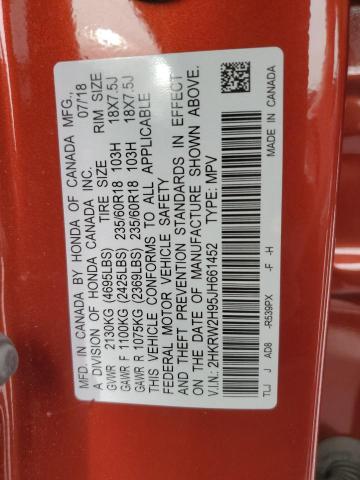 MFD. IN CANADA BY HONDA OF CANADA MFG.,
A DIVISION OF HONDA CANADA INC. 07/18
TIRE SIZE RIM SIZE
GVWR 2130KG (4695LBS)
GAWR F 1100KG (2425LBS) 235/60R18 103H 18X7.5J
GAWR R 1075KG (2369LBS) 235/60R18 103H 18X7.5J
THIS VEHICLE CONFORMS TO ALL APPLICABLE
FEDERAL MOTOR VEHICLE SAFETY
AND THEFT PREVENTION STANDARDS IN EFFECT
ON THE DATE OF MANUFACTURE SHOWN ABOVE.
V.I.N.: 2HKRW2H95JH661452 TYPE: MPV
MADE IN CANADA
TLJ J AD8 -R539PX -F -H